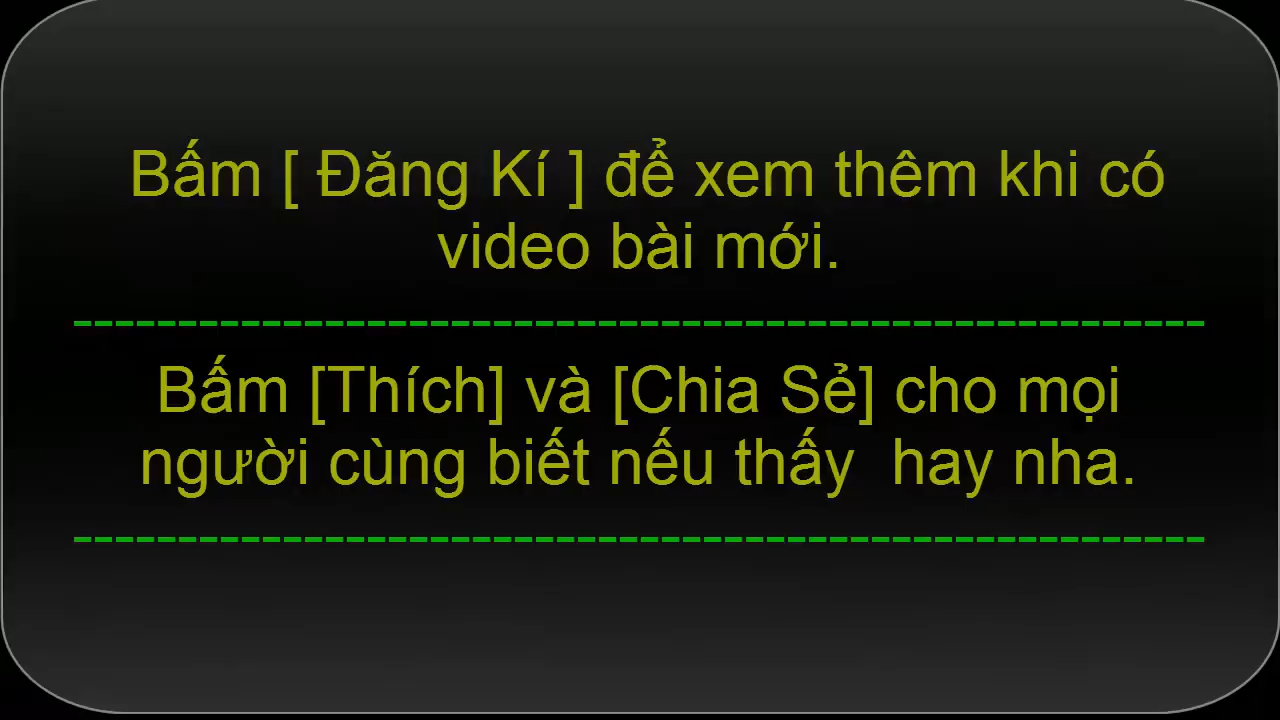 Bấm [ Đăng Kí ] để xem thêm khi có
video bài mới.
------------------------------------------------------
Bấm [Thích] và [Chia Sẻ] cho mọi
người cùng biết nếu thấy  hay nha.
------------------------------------------------------